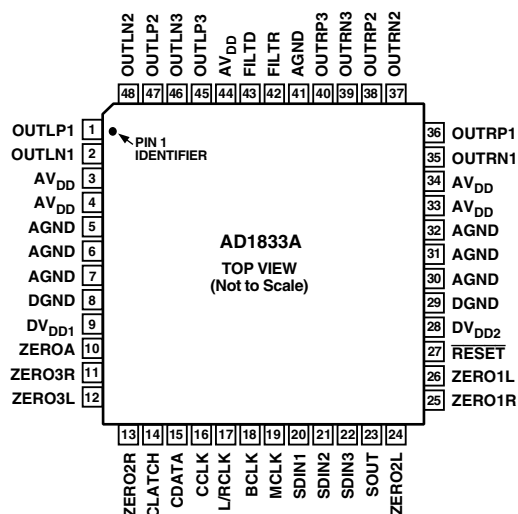 OUTLN2
OUTLP2
OUTLN3
OUTLP3
AVDD
FILTD
FILTR
AGND
OUTRP3
OUTRN3
OUTRP2
OUTRN2
48 47 46 45 44 43 42 41 40 39 38 37
OUTLP1 1
OUTLN1 2
AVDD 3
AVDD 4
AGND 5
AGND 6
AGND 7
DGND 8
DVDD1 9
ZEROA 10
ZERO3R 11
ZERO3L 12
PIN 1
IDENTIFIER
AD1833A
TOP VIEW
(Not to Scale)
36 OUTRP1
35 OUTRN1
34 AVDD
33 AVDD
32 AGND
31 AGND
30 AGND
29 DGND
28 DVDD2
27 RESET
26 ZERO1L
25 ZERO1R
13 14 15 16 17 18 19 20 21 22 23 24
ZERO2R
CLATCH
CDATA
CCLK
L/RCLK
BCLK
MCLK
SDIN1
SDIN2
SDIN3
SOUT
ZERO2L